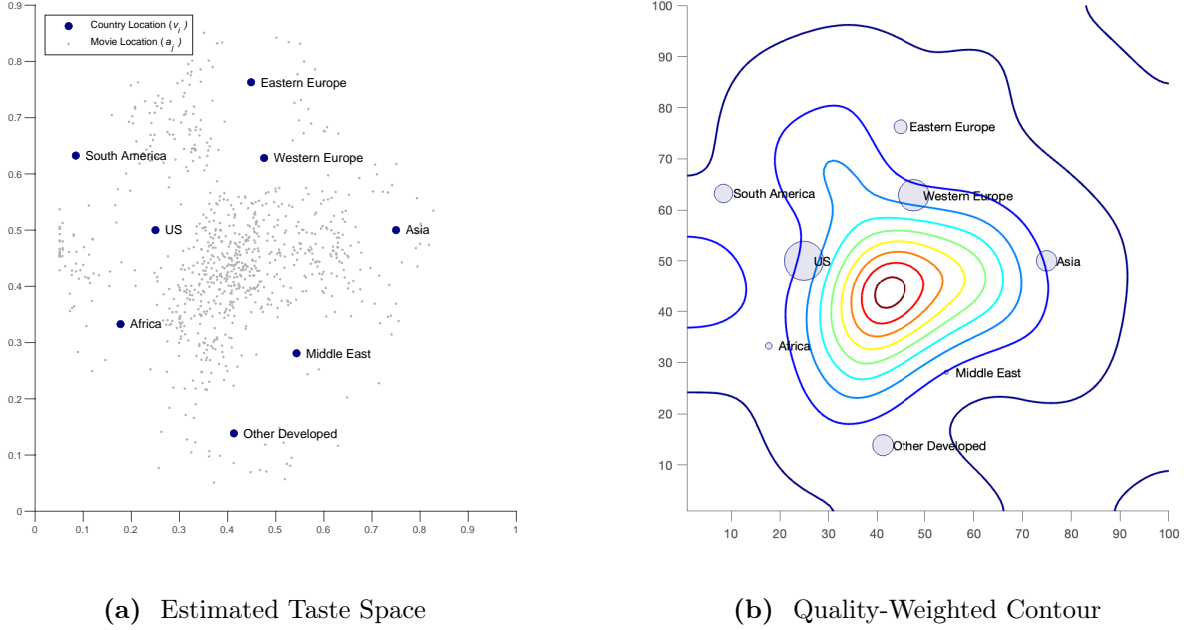 0.9
Country Location (v_i)
Movie Location (a_j)
0.8
Eastern Europe
0.7
South America
Western Europe
0.6
0.5
US
Asia
0.4
Africa
0.3
Middle East
0.2
Other Developed
0.1
0
0 0.1 0.2 0.3 0.4 0.5 0.6 0.7 0.8 0.9 1
(a) Estimated Taste Space
100
90
80
Eastern Europe
70
South America
Western Europe
60
50
US
Asia
40
Africa
30
Middle East
20
Other Developed
10
10 20 30 40 50 60 70 80 90 100
(b) Quality-Weighted Contour